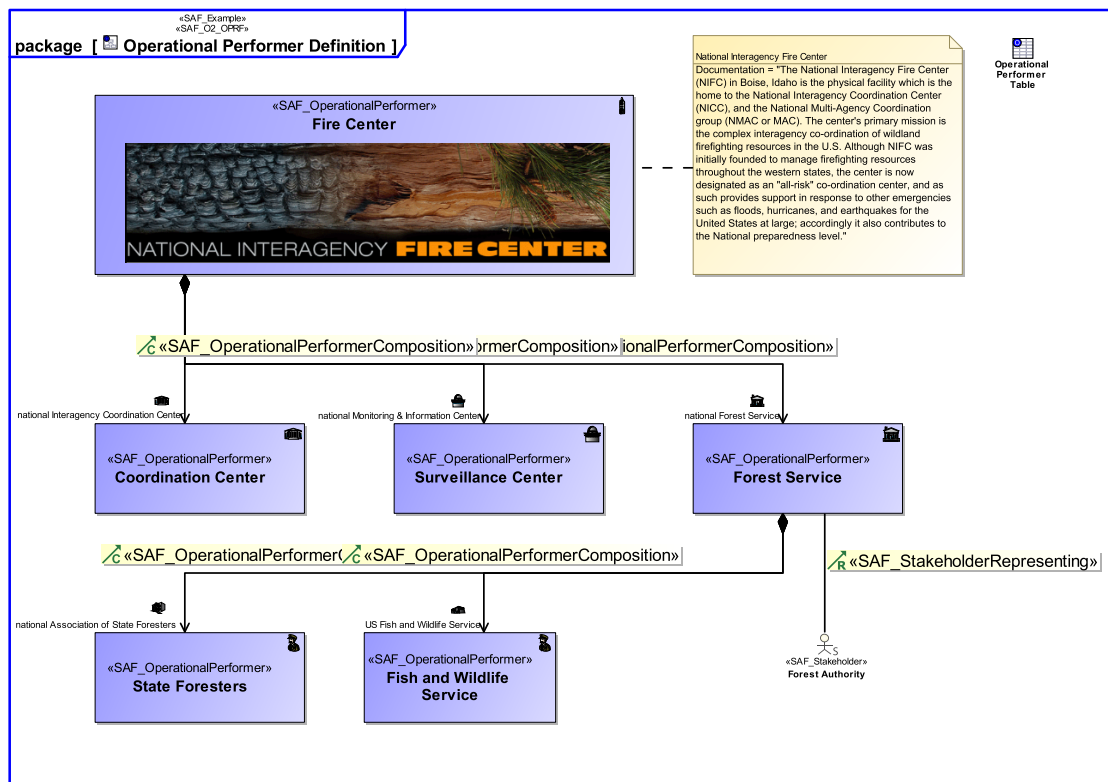 «SAF_Example»
«SAF_O2_OPRF»
package [ Operational Performer Definition ]
National Interagency Fire Center
Documentation = "The National Interagency Fire Center
(NIFC) in Boise, Idaho is the physical facility which is the
home to the National Interagency Coordination Center
(NICC), and the National Multi-Agency Coordination
group (NMAC or MAC). The center's primary mission is
the complex interagency co-ordination of wildland
firefighting resources in the U.S. Although NIFC was
initially founded to manage firefighting resources
throughout the western states, the center is now
designated as an "all-risk" co-ordination center, and as
such provides support in response to other emergencies
such as floods, hurricanes, and earthquakes for the
United States at large; accordingly it also contributes to
the National preparedness level."
Operational
Performer
Table
«SAF_OperationalPerformer»
Fire Center
NATIONAL INTERAGENCY FIRE CENTER
C «SAF_OperationalPerformerComposition» rmerComposition» ionalPerformerComposition»
national Interagency Coordination Center
national Monitoring & Information Center
national Forest Service
«SAF_OperationalPerformer»
Coordination Center
«SAF_OperationalPerformer»
Surveillance Center
«SAF_OperationalPerformer»
Forest Service
C «SAF_OperationalPerformer C «SAF_OperationalPerformerComposition»
R «SAF_StakeholderRepresenting»
national Association of State Foresters
US Fish and Wildlife Service
«SAF_OperationalPerformer»
State Foresters
«SAF_OperationalPerformer»
Fish and Wildlife
Service
S
«SAF_Stakeholder»
Forest Authority